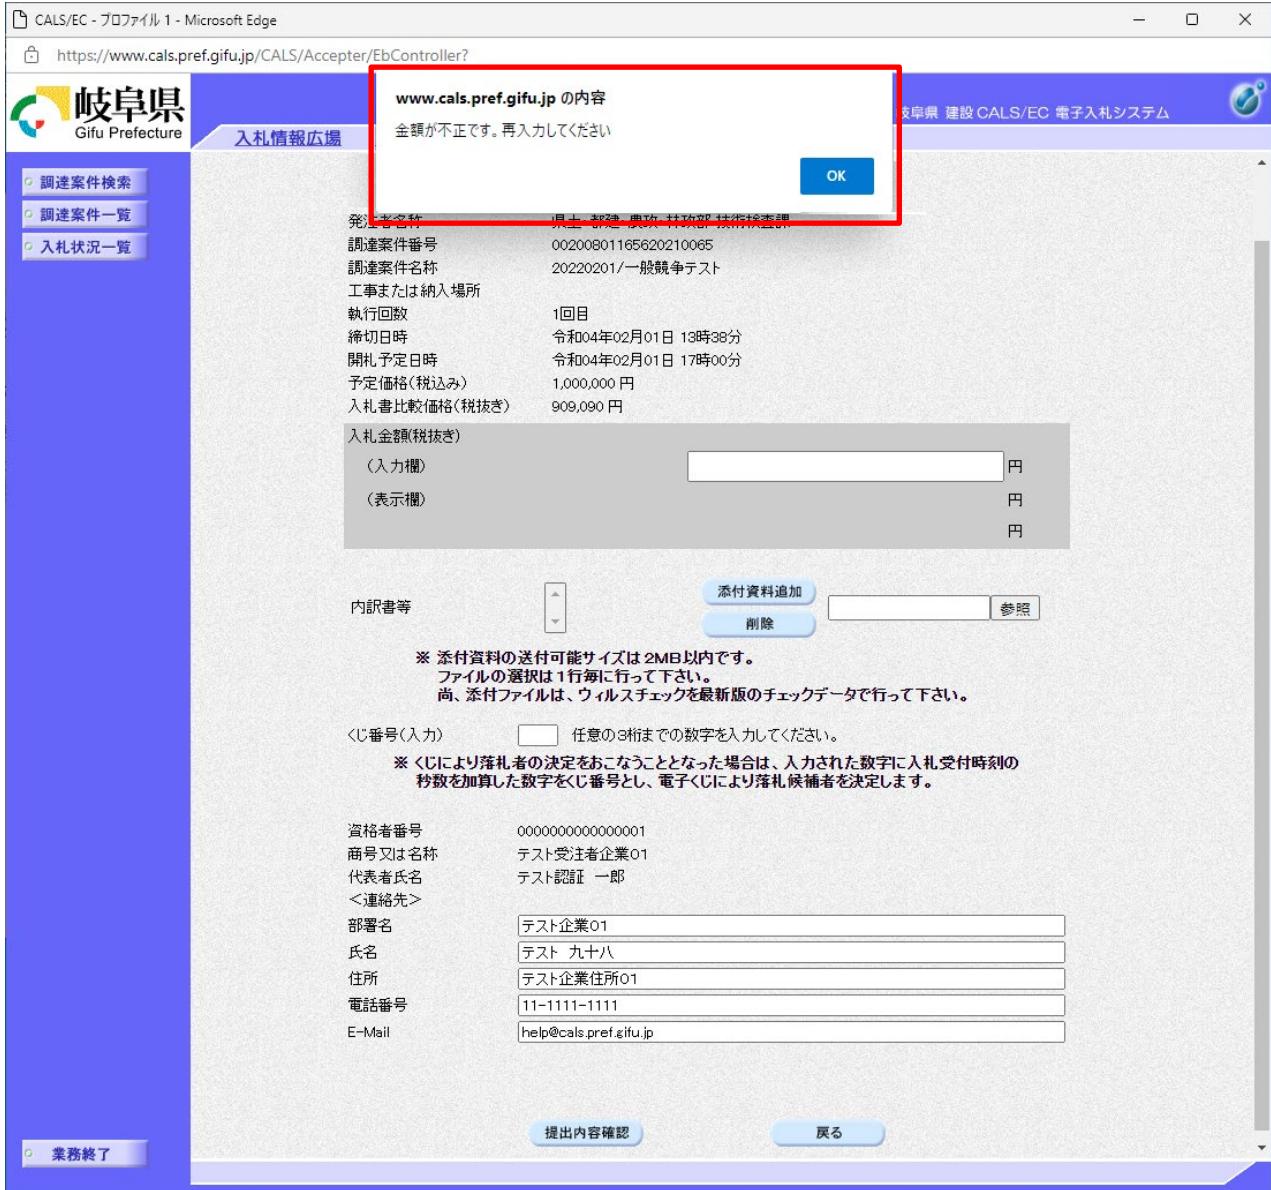 CALS/EC - プロファイル 1 - Microsoft Edge
https://www.cals.pref.gifu.jp/CALS/Accepter/EbController?
岐阜県
Gifu Prefecture
岐阜県 建設 CALS/EC 電子入札システム
入札情報広場
www.cals.pref.gifu.jp の内容
金額が不正です。再入力してください
OK
調達案件検索
調達案件一覧
入札状況一覧
発注者名称 県土・都建・農政・林政部 技術検査課
調達案件番号 00200801165620210065
調達案件名称 20220201/一般競争テスト
工事または納入場所
執行回数 1回目
締切日時 令和04年02月01日 13時38分
開札予定日時 令和04年02月01日 17時00分
予定価格(税込み) 1,000,000 円
入札書比較価格(税抜き) 909,090 円
入札金額(税抜き)
(入力欄) 円
(表示欄) 円
円
内訳書等 添付資料追加 参照
削除
※ 添付資料の送付可能サイズは2MB以内です。
ファイルの選択は1行毎に行って下さい。
尚、添付ファイルは、ウィルスチェックを最新版のチェックデータで行って下さい。
くじ番号(入力) 任意の3桁までの数字を入力してください。
※ くじにより落札者の決定をおこなうこととなった場合は、入力された数字に入札受付時刻の
秒数を加算した数字をくじ番号とし、電子くじにより落札候補者を決定します。
資格者番号 0000000000000001
商号又は名称 テスト受注者企業01
代表者氏名 テスト認証 一郎
<連絡先>
部署名 テスト企業01
氏名 テスト 九十八
住所 テスト企業住所01
電話番号 11-1111-1111
E-Mail help@cals.pref.gifu.jp
提出内容確認 戻る
業務終了